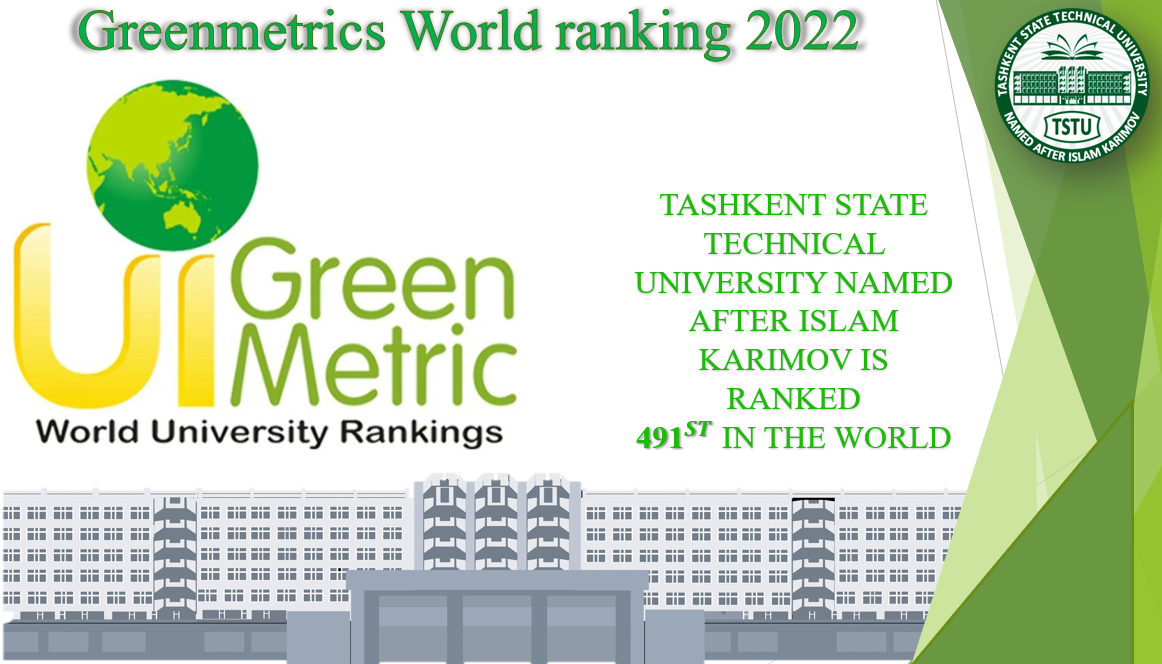 Greenmetrics World ranking 2022
TASHKENT STATE TECHNICAL UNIVERSITY
TSTU
NAMED AFTER ISLAM KARIMOV
UI
Green
Metric
World University Rankings
TASHKENT STATE
TECHNICAL
UNIVERSITY NAMED
AFTER ISLAM
KARIMOV IS
RANKED
491ST IN THE WORLD